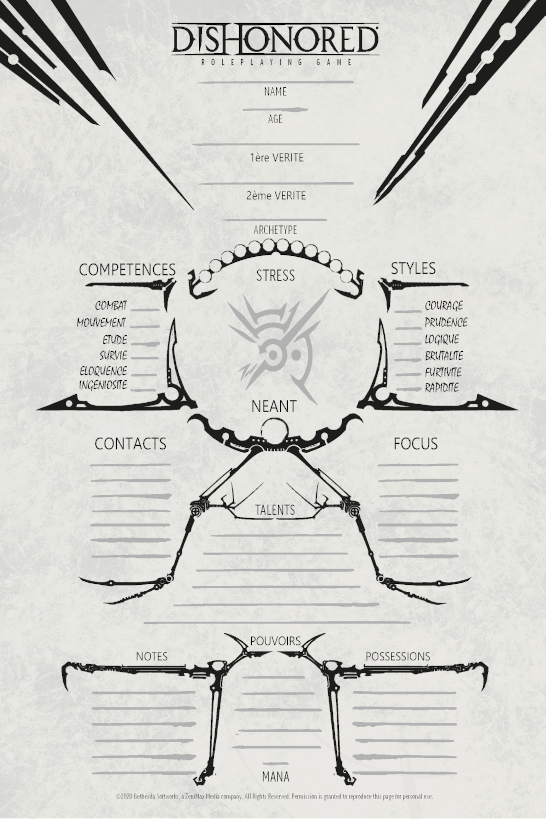 DISHONORED
ROLEPLAYING GAME
NAME
AGE
1ère VERITE
2ème VERITE
ARCHETYPE
STRESS
COMPETENCES
COMBAT
MOUVEMENT
ETUDE
SURVIE
ELOQUENCE
INGENIOSITE
STYLES
COURAGE
PRUDENCE
LOGIQUE
BRUTALITE
FURTIVITE
RAPIDITE
NEANT
CONTACTS
FOCUS
TALENTS
POUVOIRS
NOTES
POSSESSIONS
MANA
©2020 Bethesda Softworks, a ZeniMax Media company. All Rights Reserved. Permission is granted to reproduce this page for personal use.